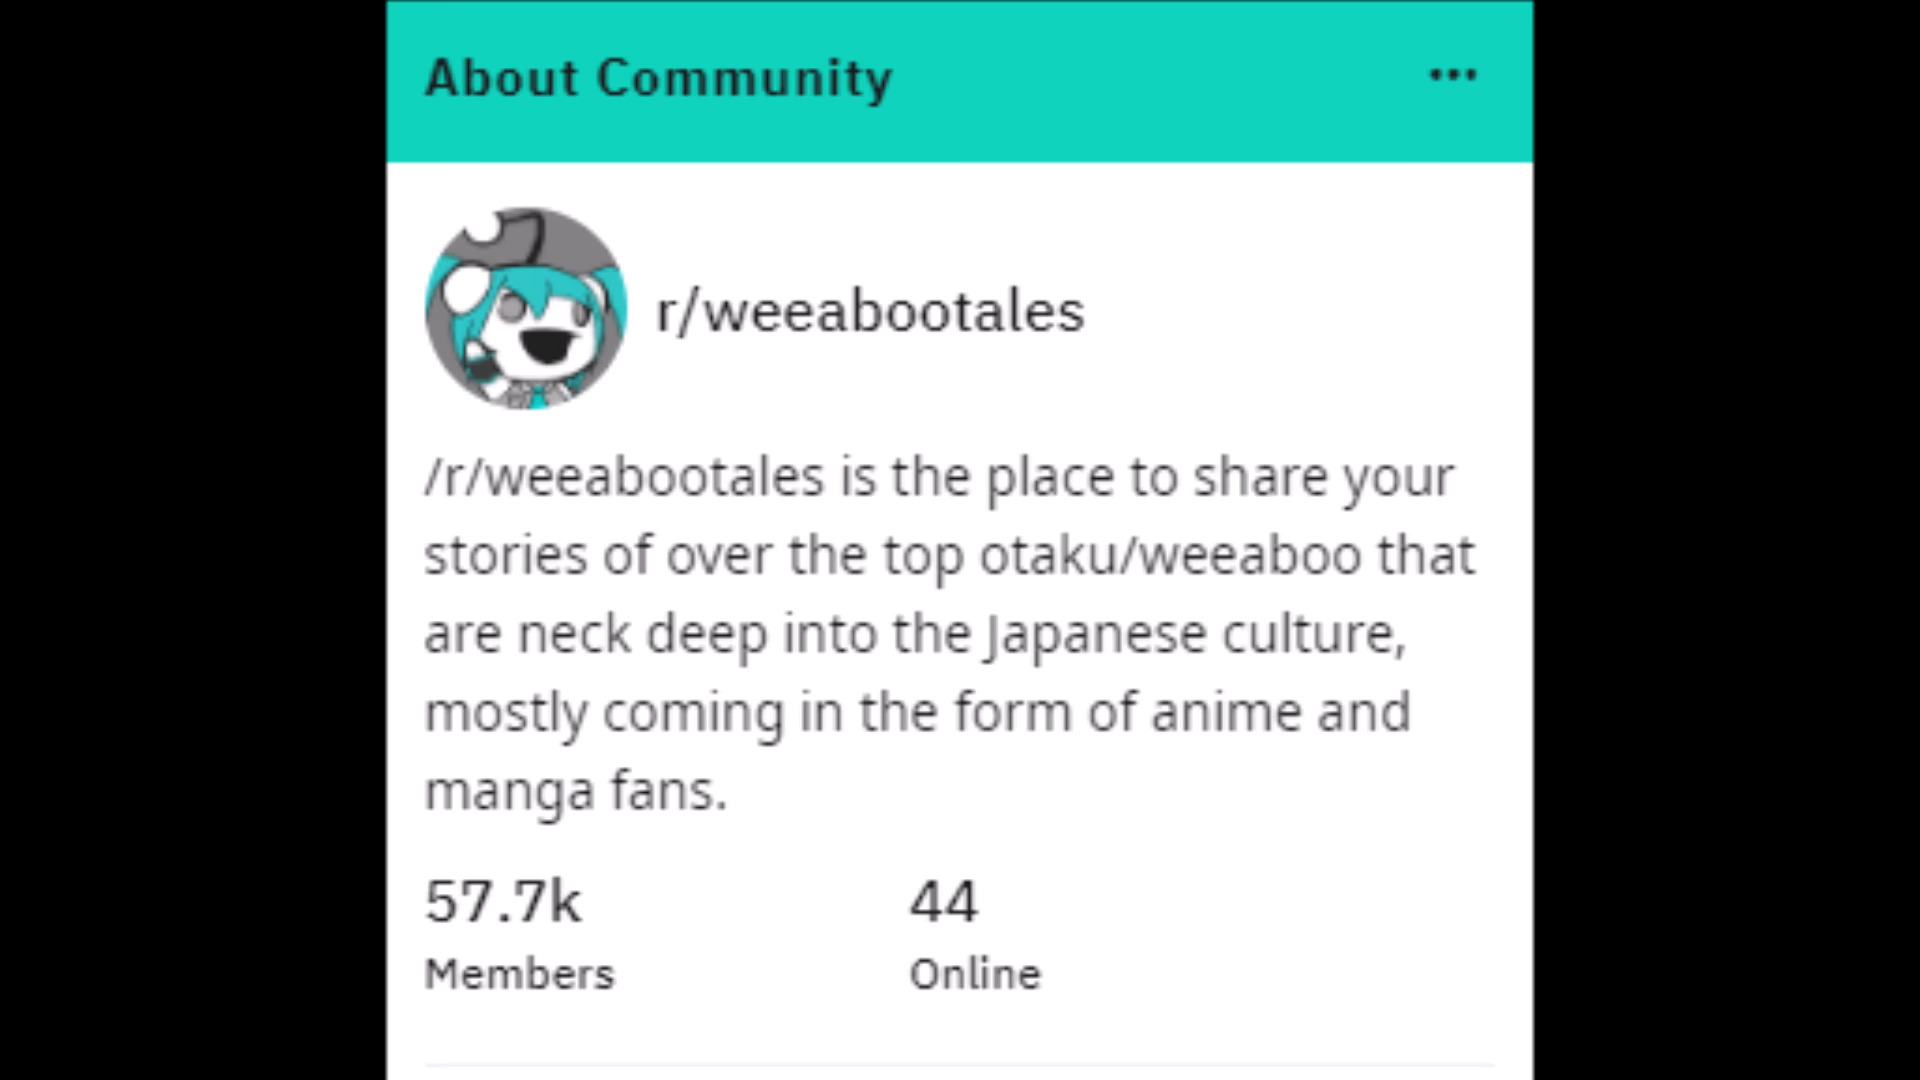 About Community
r/weeabootales
/r/weeabootales is the place to share your
stories of over the top otaku/weeaboo that
are neck deep into the Japanese culture,
mostly coming in the form of anime and
manga fans.
57.7k 44
Members Online